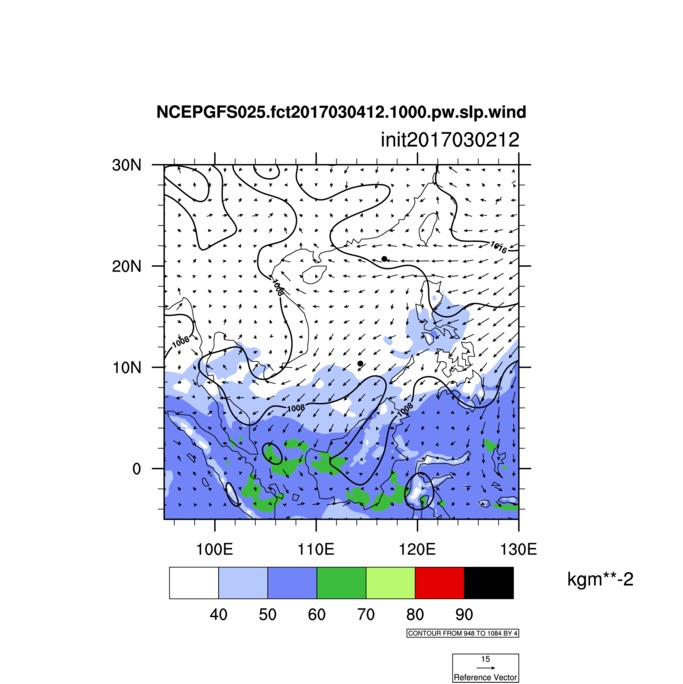 NCEPGFS025.fct2017030412.1000.pw.slp.wind
init2017030212
30N
1016
20N
1008
1008
10N
1008
1008
0
100E 110E 120E 130E
kgm**-2
40 50 60 70 80 90
CONTOUR FROM 948 TO 1084 BY 4
15
Reference Vector